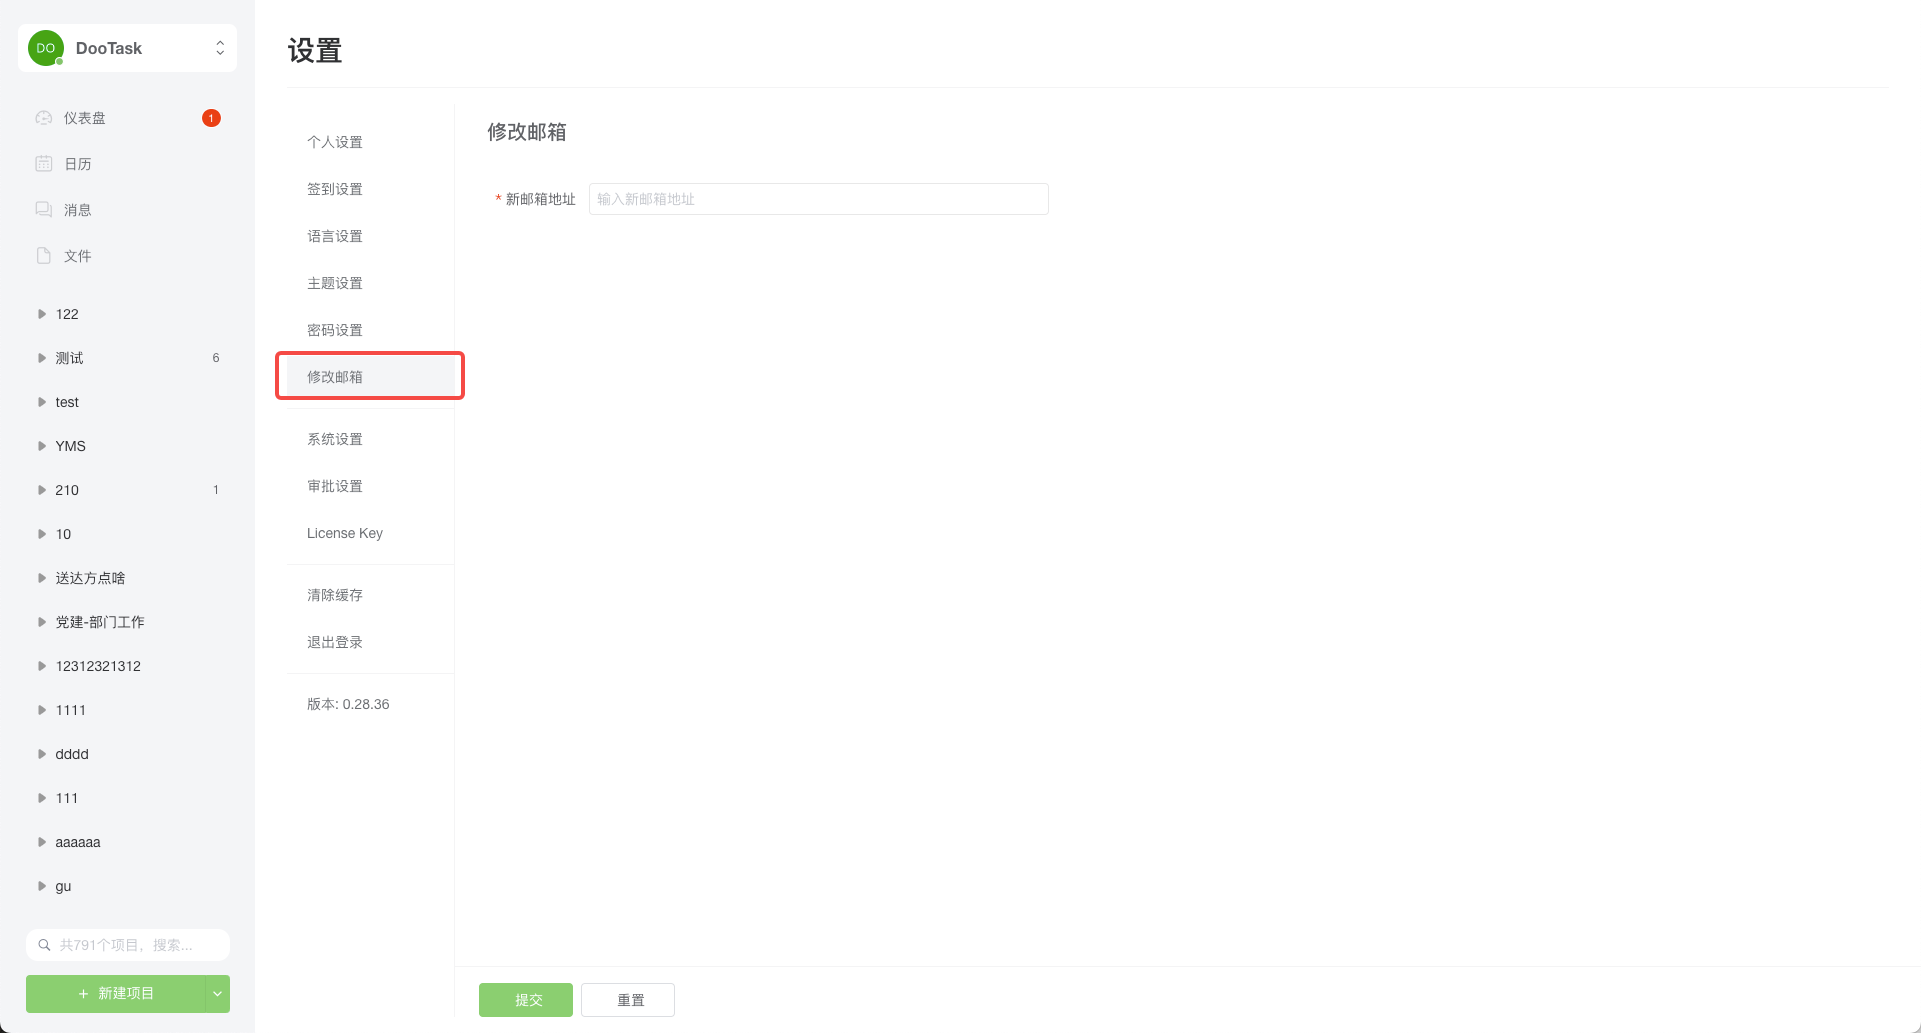 DO DooTask
仪表盘 1
日历
消息
文件
122
测试 6
test
YMS
210 1
10
送达方点啥
党建-部门工作
12312321312
1111
dddd
111
aaaaaa
gu
共791个项目，搜索...
+ 新建项目
设置
个人设置
签到设置
语言设置
主题设置
密码设置
修改邮箱
系统设置
审批设置
License Key
清除缓存
退出登录
版本: 0.28.36
修改邮箱
* 新邮箱地址 输入新邮箱地址
提交 重置